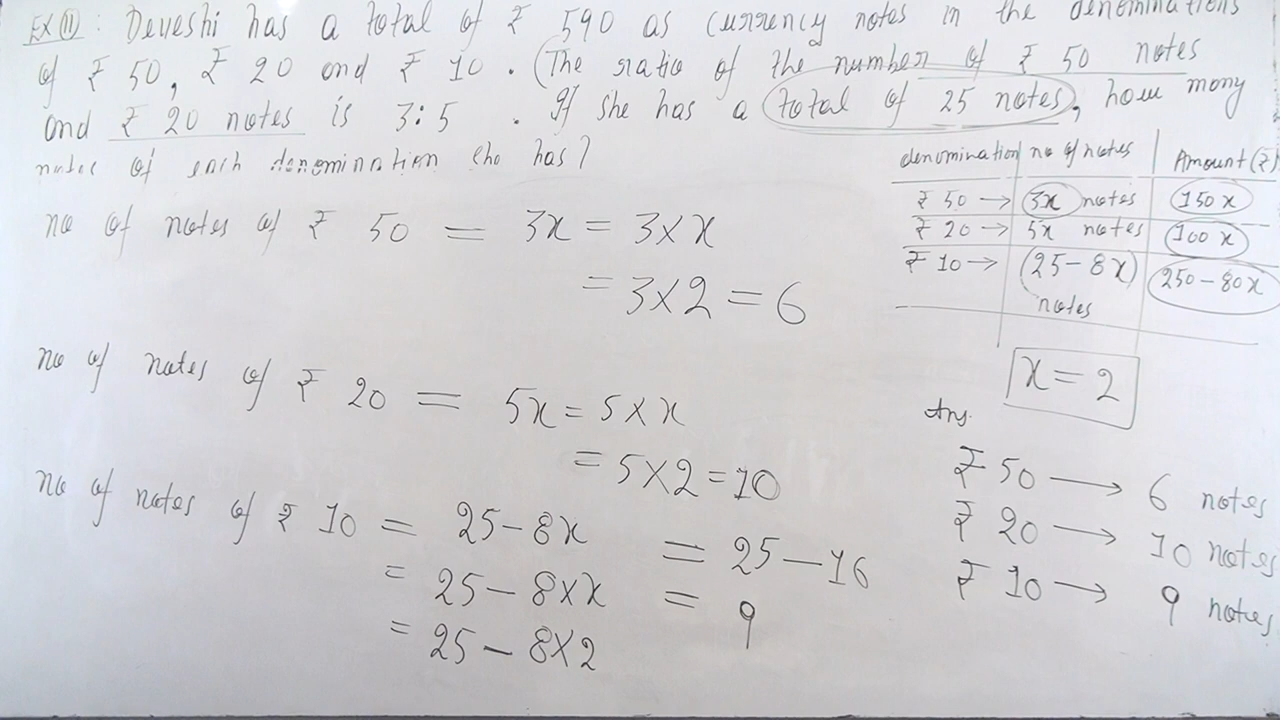 Ex (11) : Deveshi has a total of ₹ 590 as currency notes in the denominations
of ₹ 50, ₹ 20 and ₹ 10 . (The ratio of the number of ₹ 50 notes
and ₹ 20 notes is 3:5 . If she has a total of 25 notes, how many
notes of each denomination she has?
denomination no of notes Amount (₹)
₹ 50 → 3x notes 150x
₹ 20 → 5x notes 100x
₹ 10 → (25-8x) 250-80x
notes
no of notes of ₹ 50 = 3x = 3×x
= 3×2 = 6
x = 2
no of notes of ₹ 20 = 5x = 5×x
= 5×2 = 10
no of notes of ₹ 10 = 25-8x = 25-16
= 25-8×x = 9
= 25-8×2
Ans.
₹ 50 → 6 notes
₹ 20 → 10 notes
₹ 10 → 9 notes